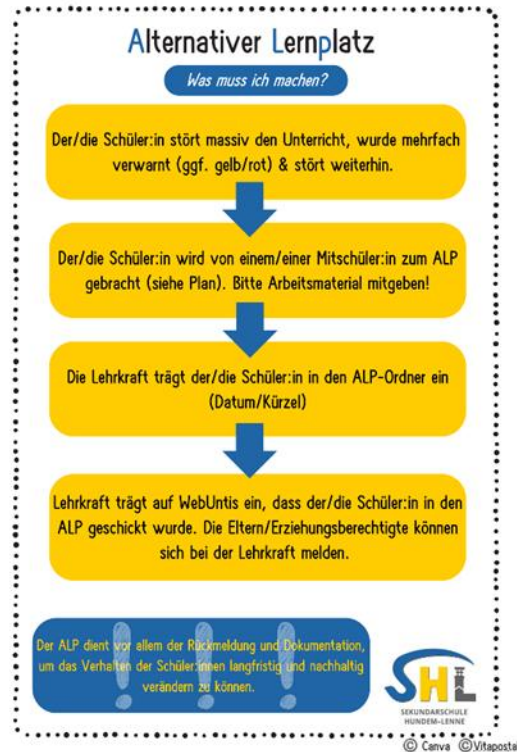 Alternativer Lernplatz
Was muss ich machen?
Der/die Schüler:in stört massiv den Unterricht, wurde mehrfach
verwarnt (ggf. gelb/rot) & stört weiterhin.
Der/die Schüler:in wird von einem/einer Mitschüler:in zum ALP
gebracht (siehe Plan). Bitte Arbeitsmaterial mitgeben!
Die Lehrkraft trägt der/die Schüler:in in den ALP-Ordner ein
(Datum/Kürzel)
Lehrkraft trägt auf WebUntis ein, dass der/die Schüler:in in den
ALP geschickt wurde. Die Eltern/Erziehungsberechtigte können
sich bei der Lehrkraft melden.
Der ALP dient vor allem der Rückmeldung und Dokumentation,
um das Verhalten der Schüler:innen langfristig und nachhaltig
verändern zu können.
! ! !
SHL
SEKUNDARSCHULE
HUNDEM-LENNE
© Canva